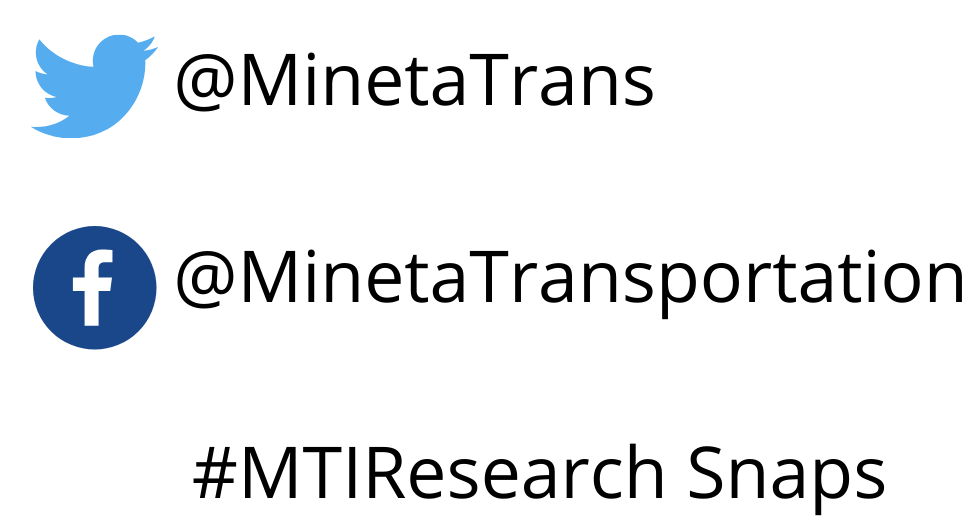 @MinetaTrans
@MinetaTransportation
#MTIResearch Snaps